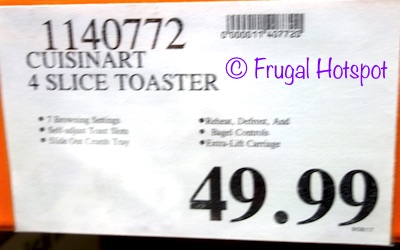 1140772
0000011407720
CUISINART
4 SLICE TOASTER
© Frugal Hotspot
• 7 Browning Settings
• Self-adjust Toast Slots
• Slide Out Crumb Tray
• Reheat, Defrost, And
Bagel Controls
• Extra-Lift Carriage
49.99